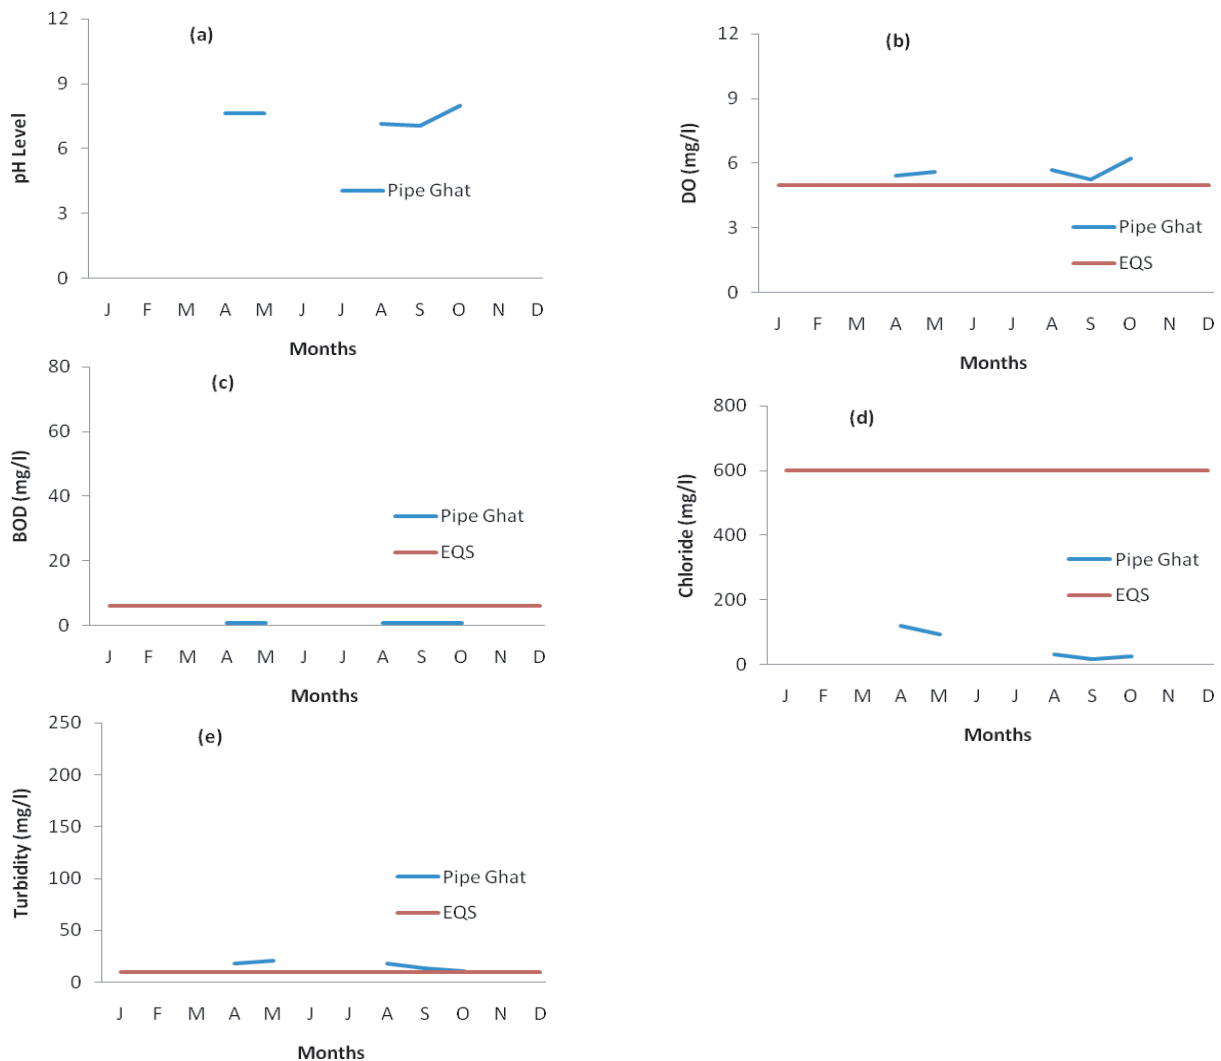 (a)
12
9
6
3
0
pH Level
Pipe Ghat
J F M A M J J A S O N D
Months
(b)
12
9
6
3
0
DO (mg/l)
Pipe Ghat
EQS
J F M A M J J A S O N D
Months
(c)
80
60
40
20
0
BOD (mg/l)
Pipe Ghat
EQS
J F M A M J J A S O N D
Months
(d)
800
600
400
200
0
Chloride (mg/l)
Pipe Ghat
EQS
J F M A M J J A S O N D
Months
(e)
250
200
150
100
50
0
Turbidity (mg/l)
Pipe Ghat
EQS
J F M A M J J A S O N D
Months